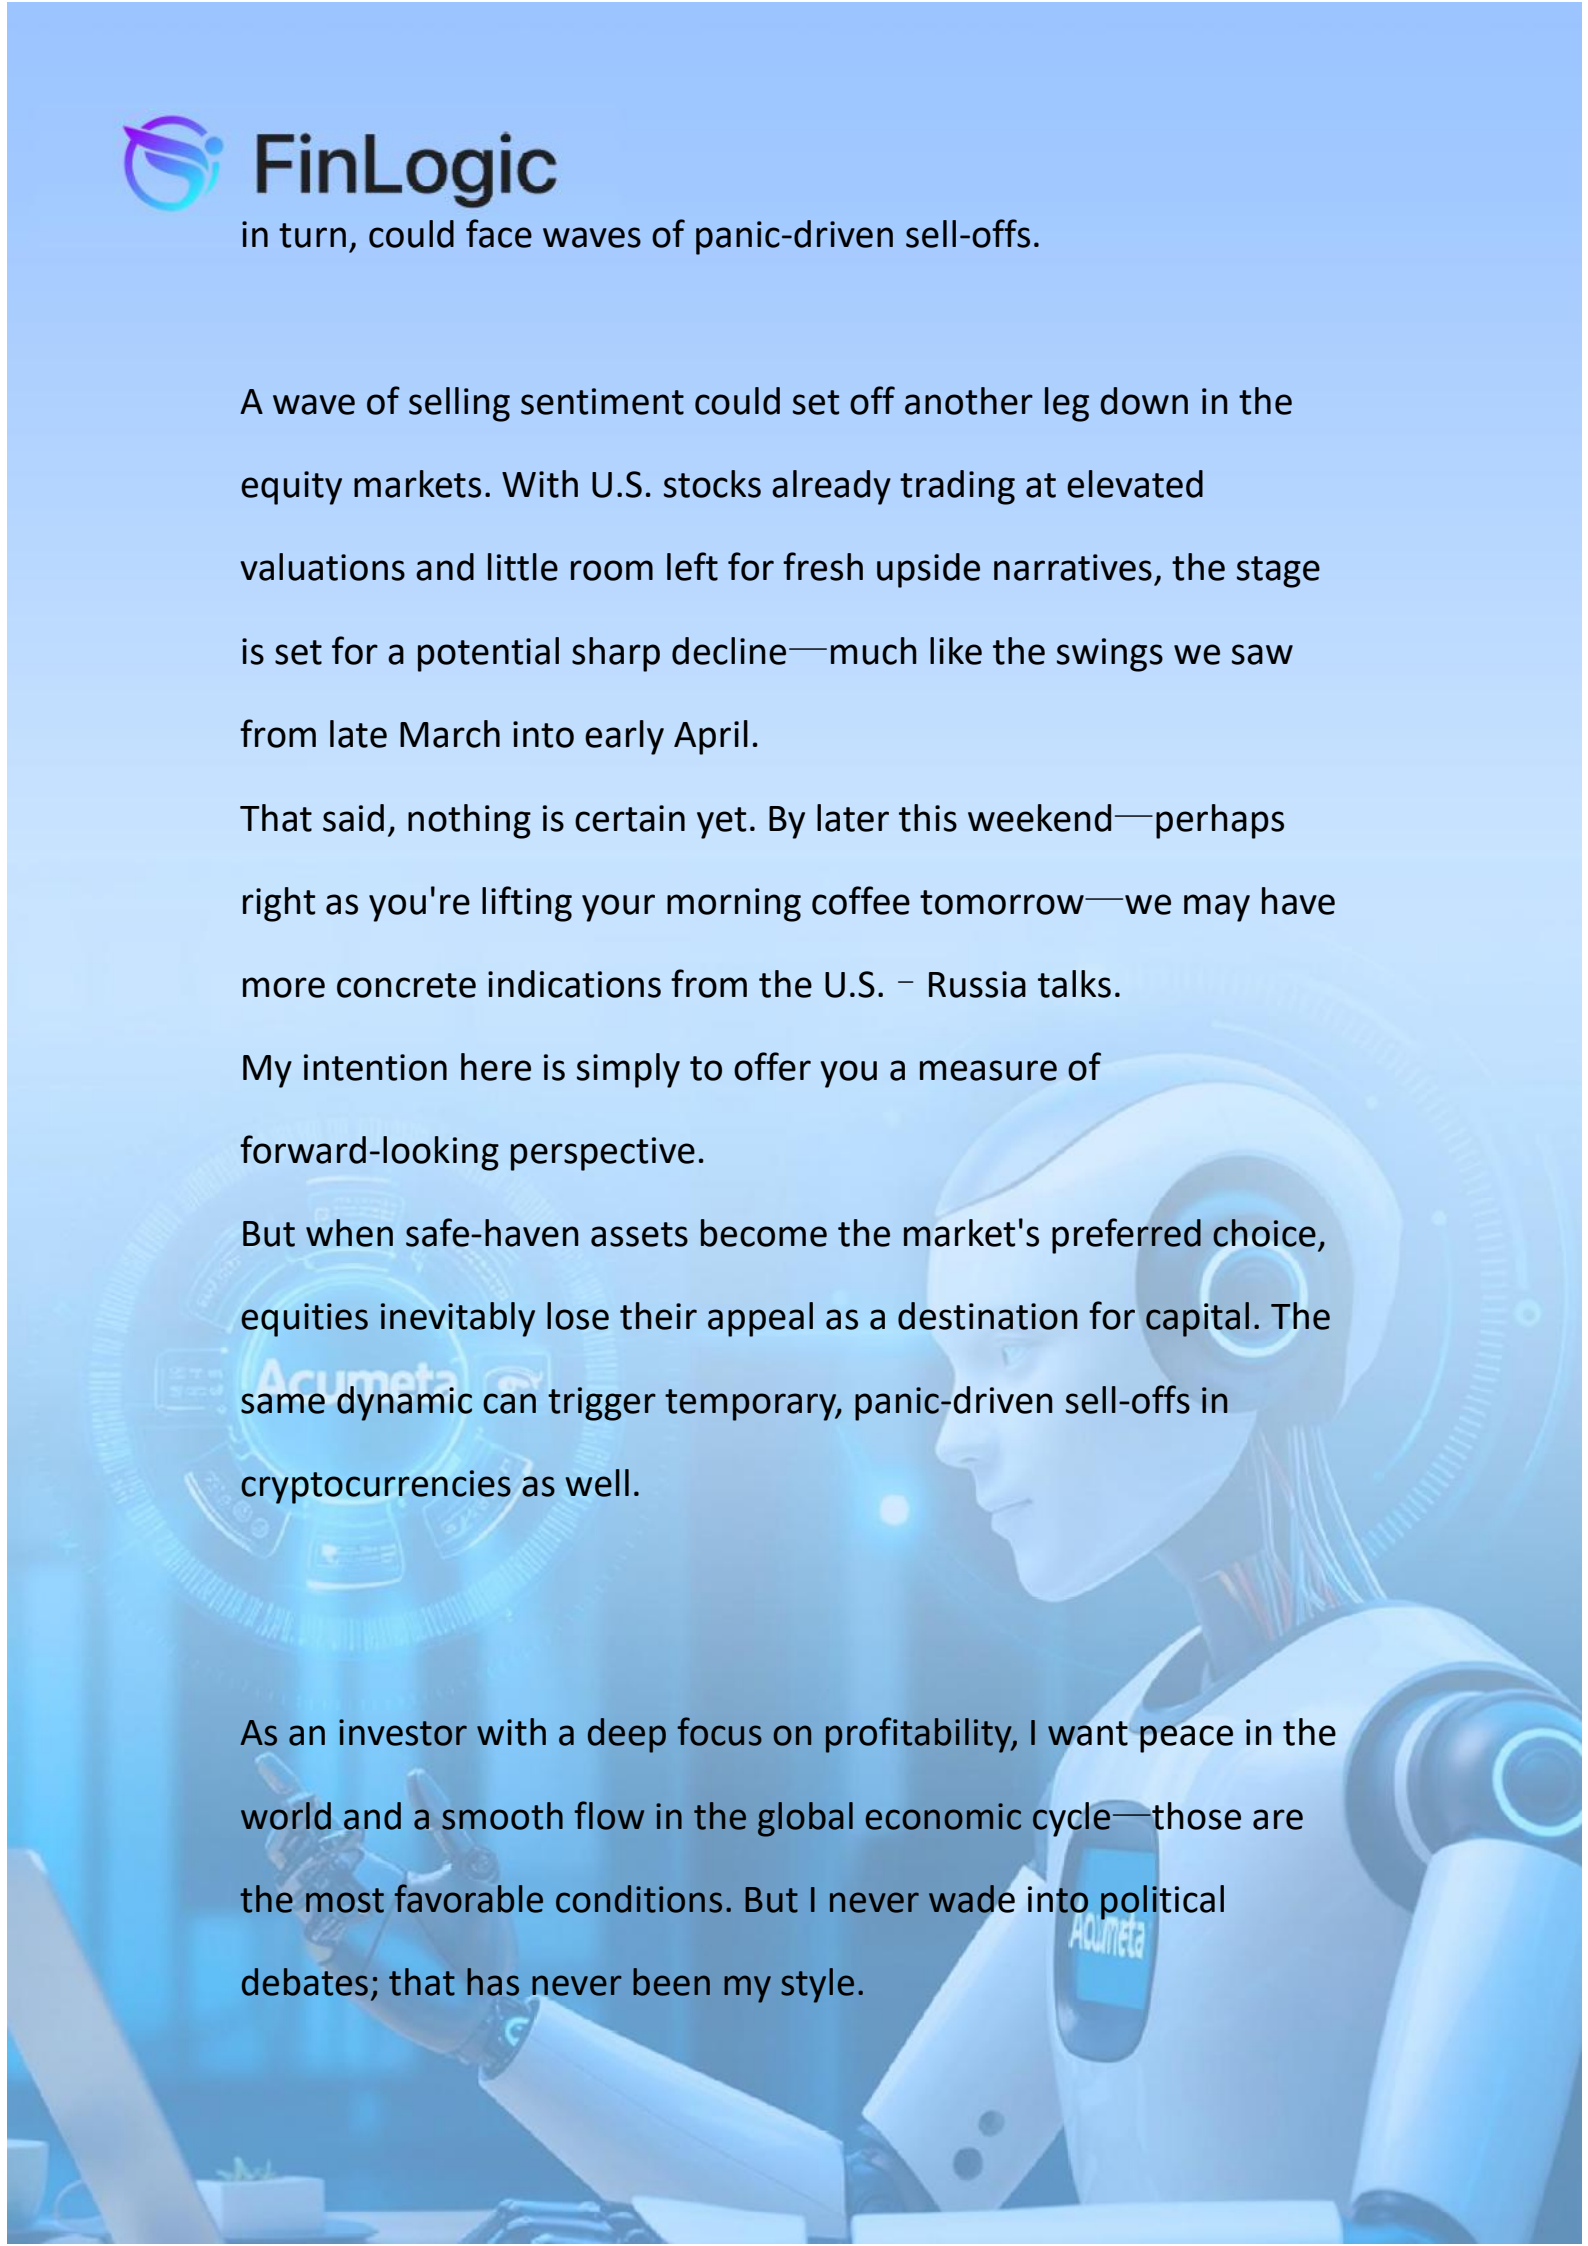 FinLogic
in turn, could face waves of panic-driven sell-offs.
A wave of selling sentiment could set off another leg down in the
equity markets. With U.S. stocks already trading at elevated
valuations and little room left for fresh upside narratives, the stage
is set for a potential sharp decline—much like the swings we saw
from late March into early April.
That said, nothing is certain yet. By later this weekend—perhaps
right as you're lifting your morning coffee tomorrow—we may have
more concrete indications from the U.S. – Russia talks.
My intention here is simply to offer you a measure of
forward-looking perspective.
But when safe-haven assets become the market's preferred choice,
equities inevitably lose their appeal as a destination for capital. The
Acumeta
same dynamic can trigger temporary, panic-driven sell-offs in
cryptocurrencies as well.
As an investor with a deep focus on profitability, I want peace in the
world and a smooth flow in the global economic cycle—those are
the most favorable conditions. But I never wade into political
Acumeta
debates; that has never been my style.